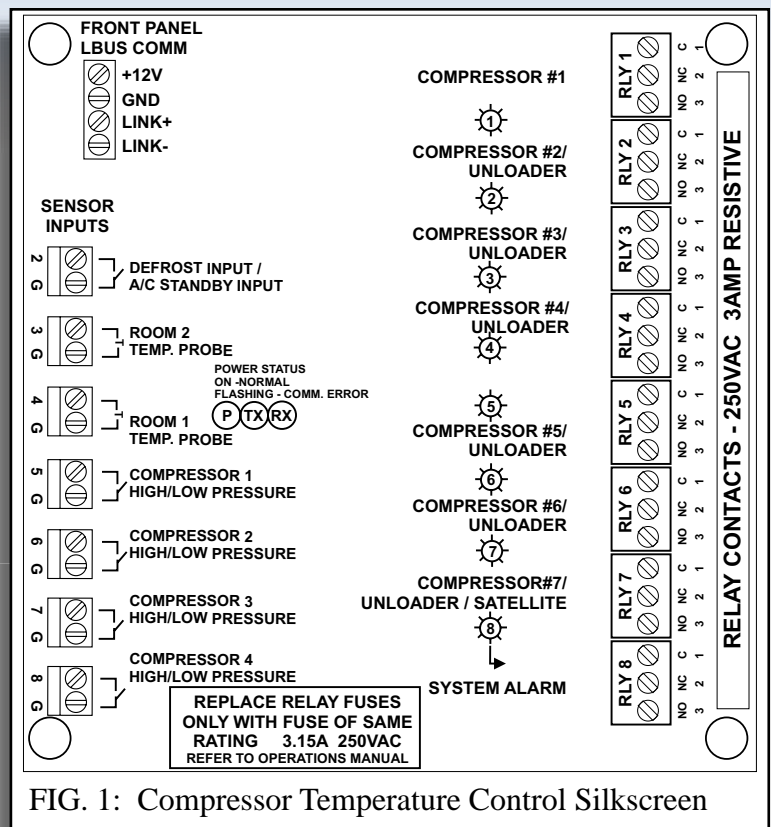 FRONT PANEL
LBUS COMM
+12V
GND
LINK+
LINK-
SENSOR
INPUTS
2
G
DEFROST INPUT /
A/C STANDBY INPUT
3
G
ROOM 2
TEMP. PROBE
4
G
ROOM 1
TEMP. PROBE
POWER STATUS
ON -NORMAL
FLASHING - COMM. ERROR
P TX RX
5
G
COMPRESSOR 1
HIGH/LOW PRESSURE
6
G
COMPRESSOR 2
HIGH/LOW PRESSURE
7
G
COMPRESSOR 3
HIGH/LOW PRESSURE
8
G
COMPRESSOR 4
HIGH/LOW PRESSURE
REPLACE RELAY FUSES
ONLY WITH FUSE OF SAME
RATING 3.15A 250VAC
REFER TO OPERATIONS MANUAL
COMPRESSOR #1
1
COMPRESSOR #2/
UNLOADER
2
COMPRESSOR #3/
UNLOADER
3
COMPRESSOR #4/
UNLOADER
4
5
COMPRESSOR #5/
UNLOADER
6
COMPRESSOR #6/
UNLOADER
7
COMPRESSOR#7/
UNLOADER / SATELLITE
8
SYSTEM ALARM
RLY 1
C 1
NC 2
NO 3
RLY 2
C 1
NC 2
NO 3
RLY 3
C 1
NC 2
NO 3
RLY 4
C 1
NC 2
NO 3
RLY 5
C 1
NC 2
NO 3
RLY 6
C 1
NC 2
NO 3
RLY 7
C 1
NC 2
NO 3
RLY 8
C 1
NC 2
NO 3
RELAY CONTACTS - 250VAC 3AMP RESISTIVE
FIG. 1: Compressor Temperature Control Silkscreen